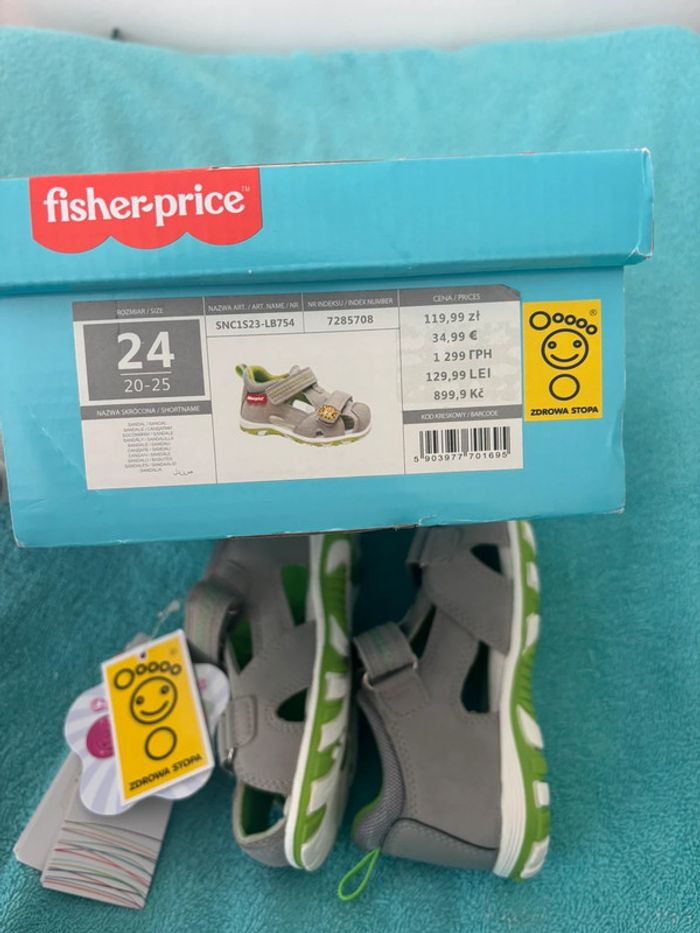 fisher-price™
ROZMIAR / SIZE
24
20-25
NAZWA SKRÓCONA / SHORTNAME
NAZWA ART. / ART. NAME / NR
SNC1S23-LB754
NR INDEKSU / INDEX NUMBER
7285708
CENA / PRICES
119,99 zł
34,99 €
1 299 ГРН
129,99 LEI
899,9 Kč
KOD KRESKOWY / BARCODE
5 903977 701695
®
ZDROWA STOPA
ZDROWA STOPA